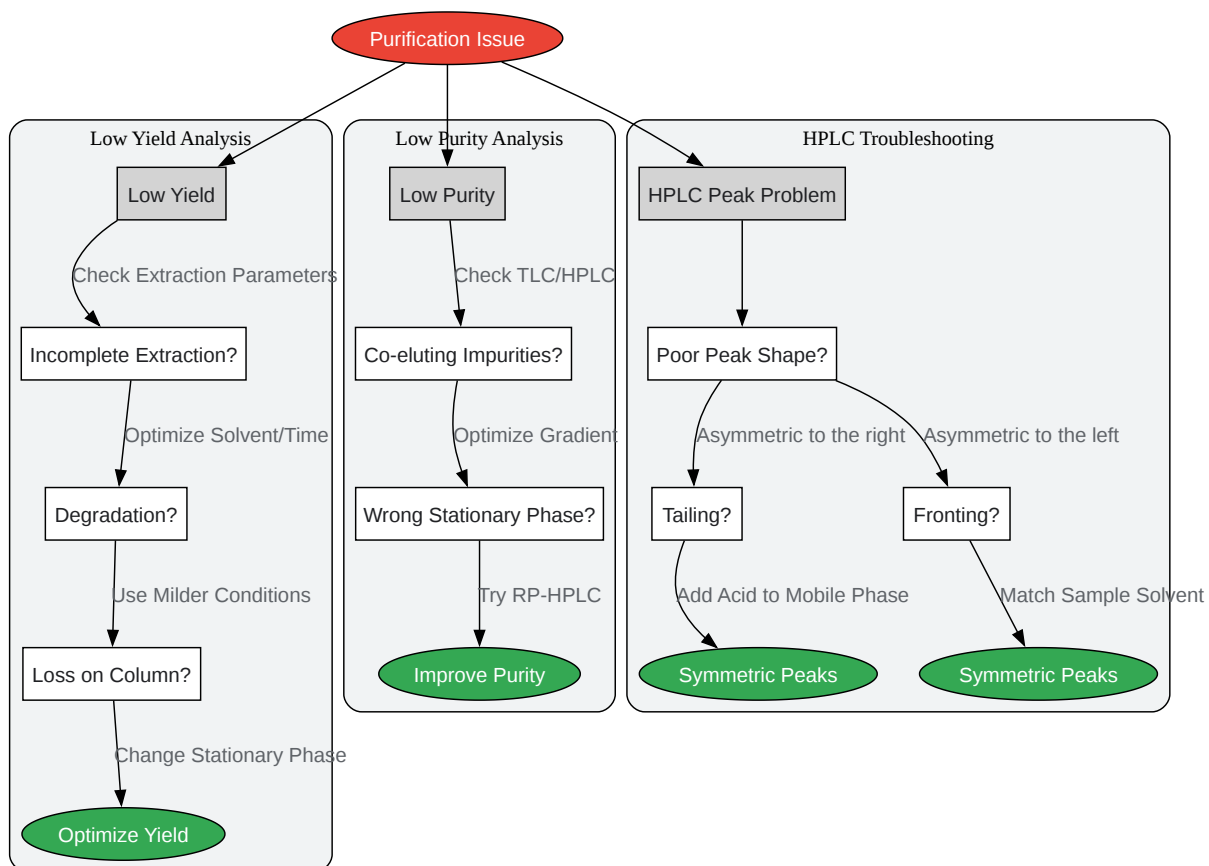 Purification Issue
Low Yield Analysis
Low Yield
Check Extraction Parameters
Incomplete Extraction?
Optimize Solvent/Time
Degradation?
Use Milder Conditions
Loss on Column?
Change Stationary Phase
Optimize Yield
Low Purity Analysis
Low Purity
Check TLC/HPLC
Co-eluting Impurities?
Optimize Gradient
Wrong Stationary Phase?
Try RP-HPLC
Improve Purity
HPLC Troubleshooting
HPLC Peak Problem
Poor Peak Shape?
Asymmetric to the right
Asymmetric to the left
Tailing?
Fronting?
Add Acid to Mobile Phase
Match Sample Solvent
Symmetric Peaks
Symmetric Peaks